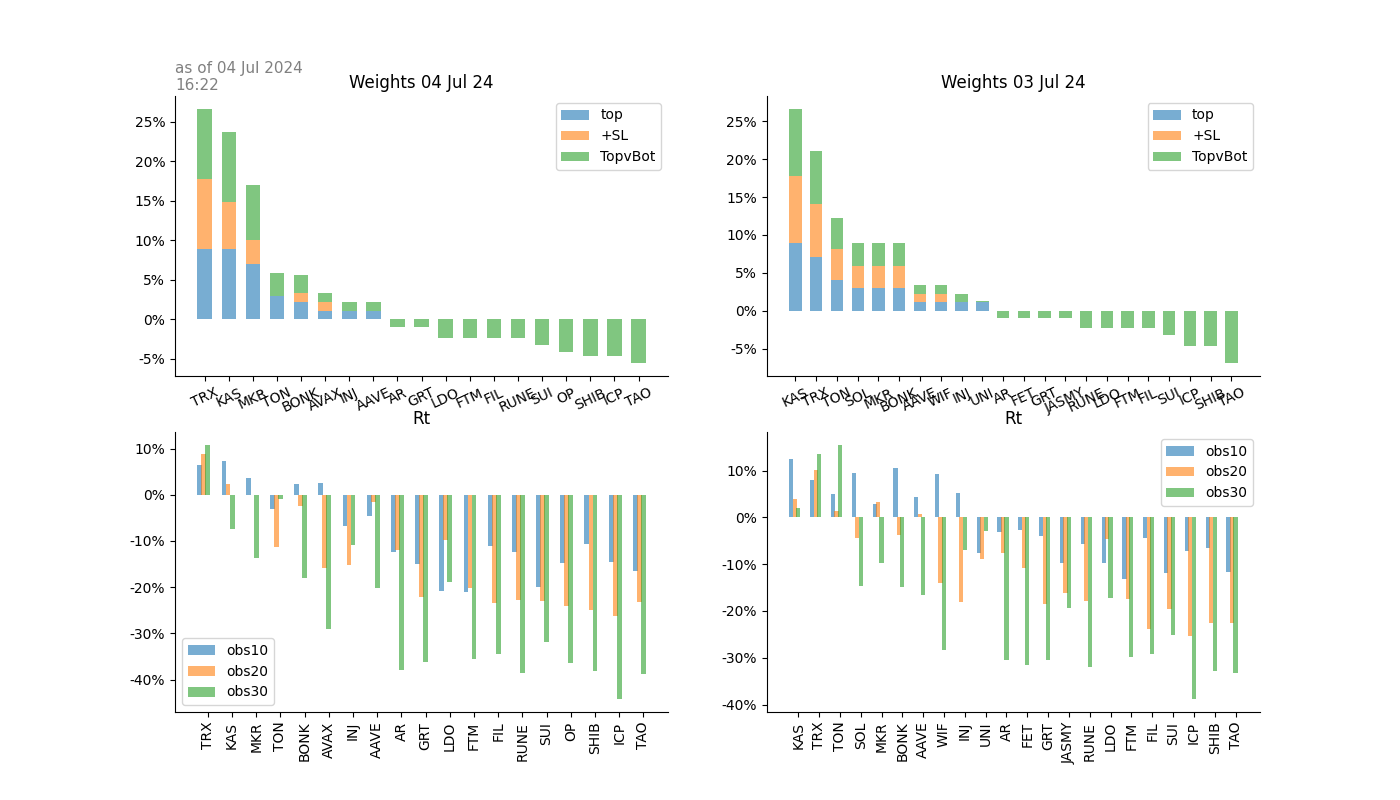 as of 04 Jul 2024
16:22
Weights 04 Jul 24
25%
20%
15%
10%
5%
0%
-5%
top
+SL
TopvBot
TRX KAS MKR TON BONK AVAX INJ AAVE AR GRT LDO FTM FIL RUNE SUI OP SHIB ICP TAO
Weights 03 Jul 24
25%
20%
15%
10%
5%
0%
-5%
top
+SL
TopvBot
KAS TRX TON SOL MKR BONK AAVE WIF INJ UNI AR FET GRT JASMY RUNE LDO FTM FIL SUI ICP SHIB TAO
Rt
10%
0%
-10%
-20%
-30%
-40%
obs10
obs20
obs30
TRX KAS MKR TON BONK AVAX INJ AAVE AR GRT LDO FTM FIL RUNE SUI OP SHIB ICP TAO
Rt
10%
0%
-10%
-20%
-30%
-40%
obs10
obs20
obs30
KAS TRX TON SOL MKR BONK AAVE WIF INJ UNI AR FET GRT JASMY RUNE LDO FTM FIL SUI ICP SHIB TAO